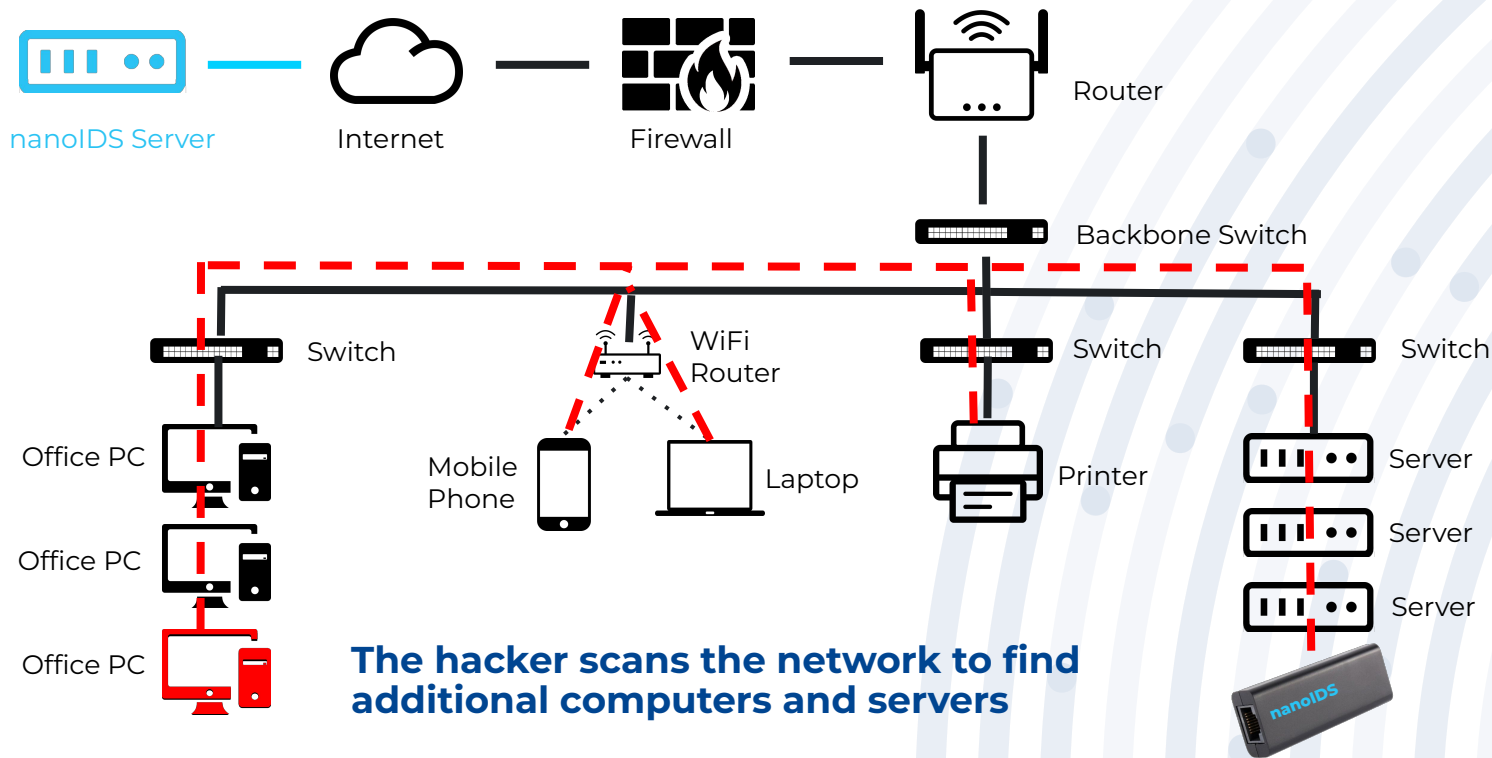 Router
nanoIDS Server
Internet
Firewall
Backbone Switch
Switch
WiFi
Router
Switch
Switch
Office PC
Mobile
Phone
Laptop
Printer
Server
Office PC
Server
Office PC
Server
The hacker scans the network to find
additional computers and servers
nanoIDS